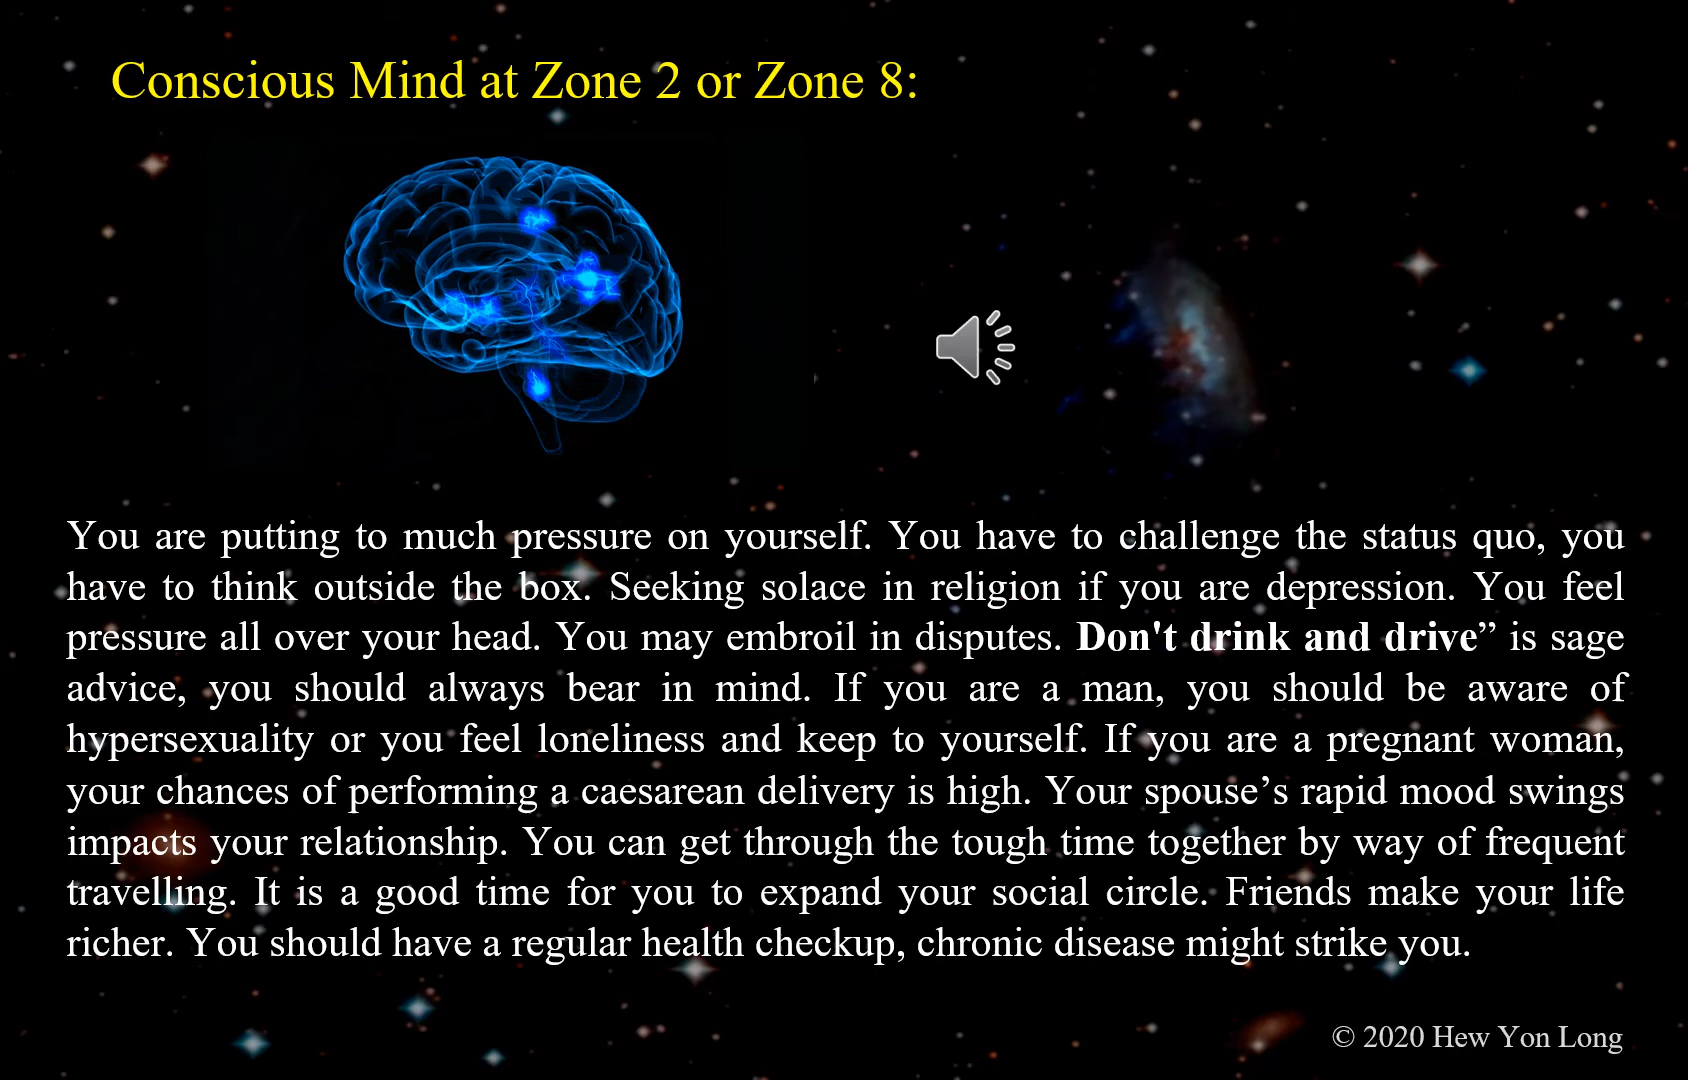 Conscious Mind at Zone 2 or Zone 8:
You are putting to much pressure on yourself. You have to challenge the status quo, you
have to think outside the box. Seeking solace in religion if you are depression. You feel
pressure all over your head. You may embroil in disputes. Don't drink and drive” is sage
advice, you should always bear in mind. If you are a man, you should be aware of
hypersexuality or you feel loneliness and keep to yourself. If you are a pregnant woman,
your chances of performing a caesarean delivery is high. Your spouse’s rapid mood swings
impacts your relationship. You can get through the tough time together by way of frequent
travelling. It is a good time for you to expand your social circle. Friends make your life
richer. You should have a regular health checkup, chronic disease might strike you.
© 2020 Hew Yon Long